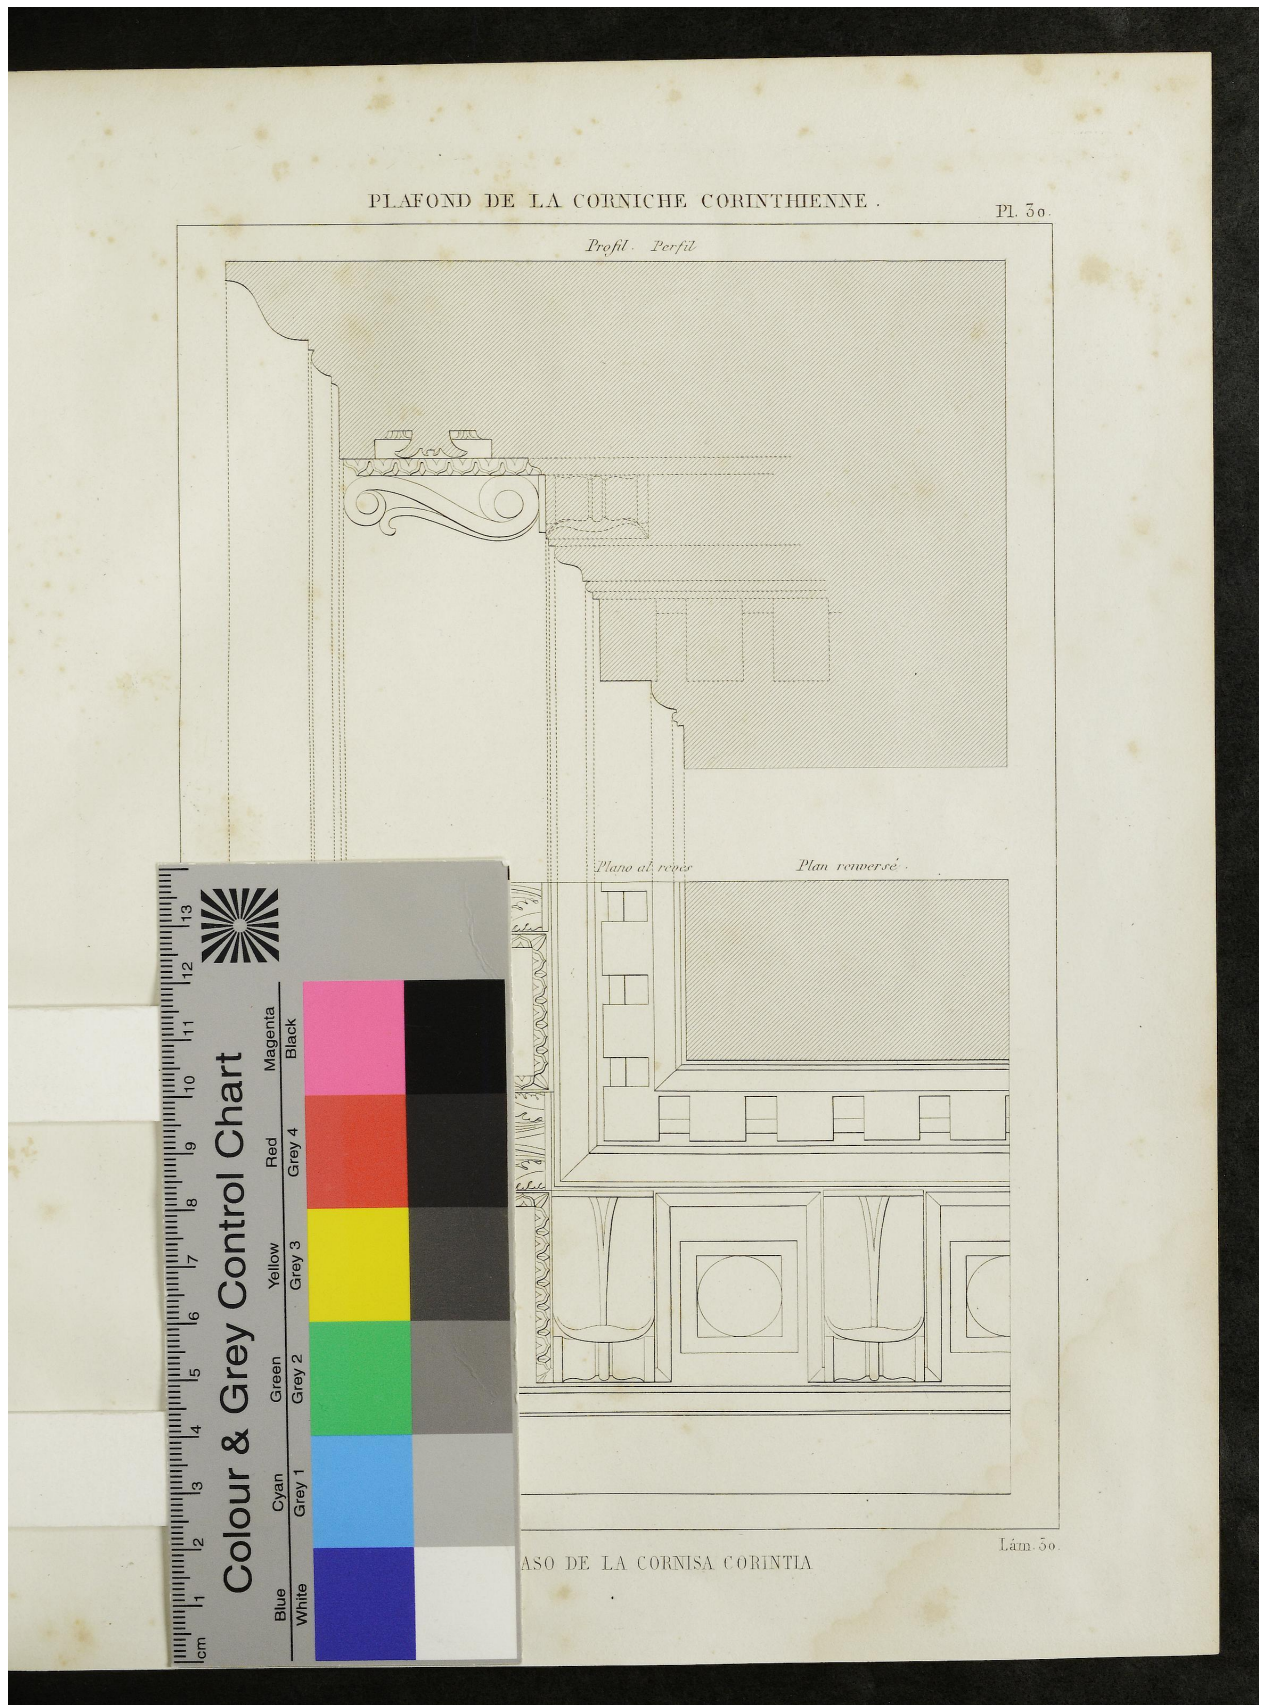 PLAFOND DE LA CORNICHE CORINTHIENNE .
Pl. 30.
Profil . Perfil
Plano al reves
Plan renversé .
ASO DE LA CORNISA CORINTIA
Lám. 30.
Colour & Grey Control Chart
Blue Cyan Green Yellow Red Magenta
White Grey 1 Grey 2 Grey 3 Grey 4 Black
cm 1 2 3 4 5 6 7 8 9 10 11 12 13